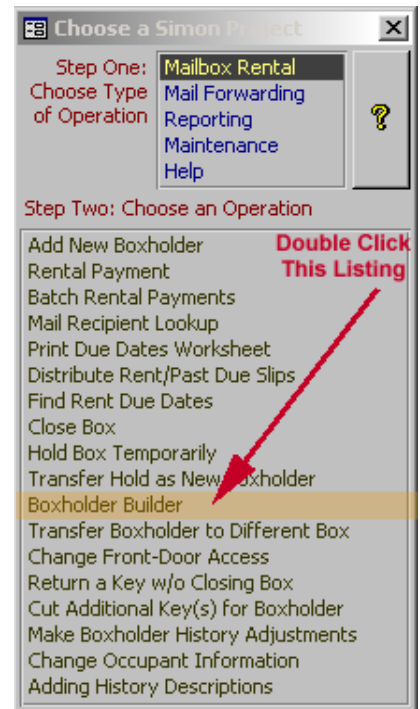 Choose a Simon Project
Step One:
Choose Type
of Operation
Mailbox Rental
Mail Forwarding
Reporting
Maintenance
Help
?
Step Two: Choose an Operation
Double Click
This Listing
Add New Boxholder
Rental Payment
Batch Rental Payments
Mail Recipient Lookup
Print Due Dates Worksheet
Distribute Rent/Past Due Slips
Find Rent Due Dates
Close Box
Hold Box Temporarily
Transfer Hold as New Boxholder
Boxholder Builder
Transfer Boxholder to Different Box
Change Front-Door Access
Return a Key w/o Closing Box
Cut Additional Key(s) for Boxholder
Make Boxholder History Adjustments
Change Occupant Information
Adding History Descriptions